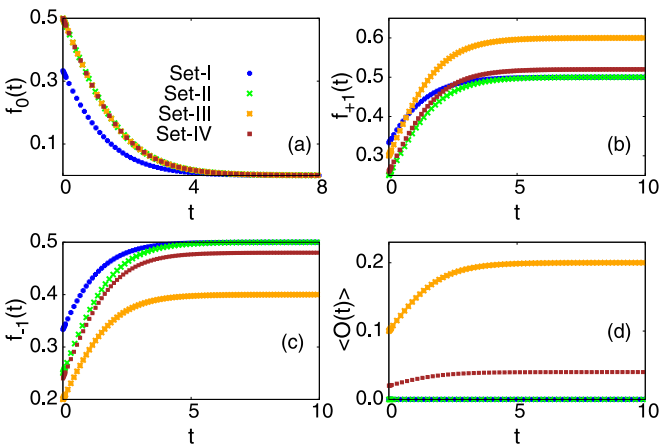 0.5
0.3
0.1
f0(t)
Set-I
Set-II
Set-III
Set-IV
(a)
0 4 8
t
0.6
0.5
0.4
0.3
f+1(t)
(b)
0 5 10
t
0.5
0.4
0.3
0.2
f-1(t)
(c)
0 5 10
t
0.2
0.1
0.0
<O(t)>
(d)
0 5 10
t